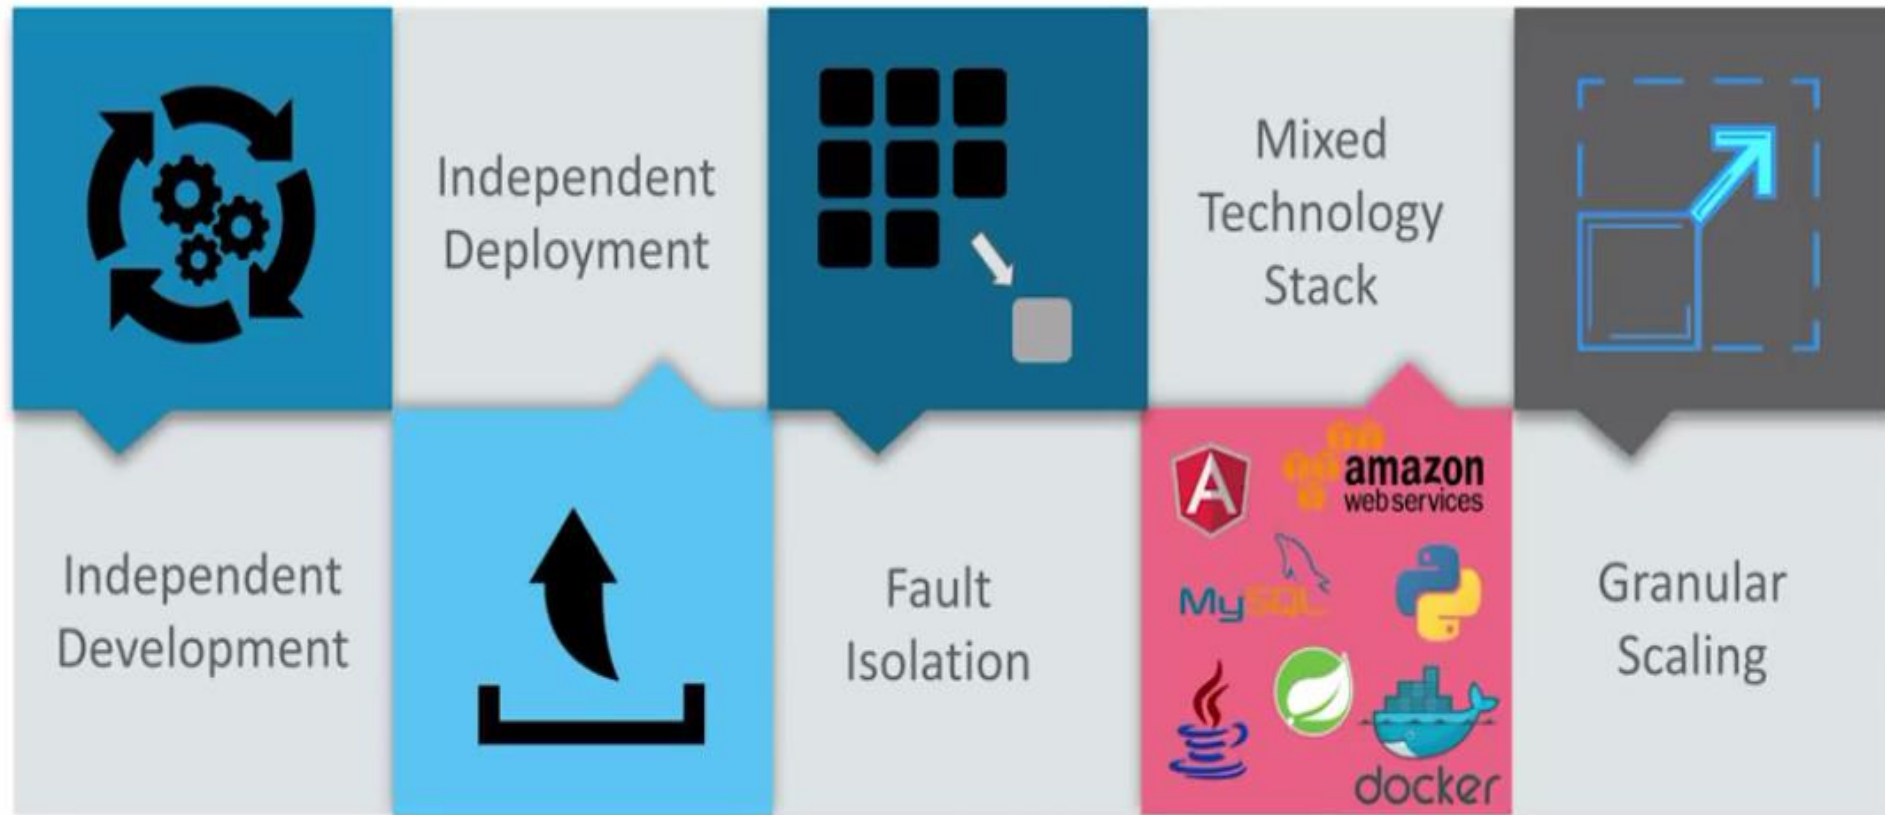 Independent
Development
Independent
Deployment
Fault
Isolation
Mixed
Technology
Stack
A
amazon
webservices
MySQL
docker
Granular
Scaling